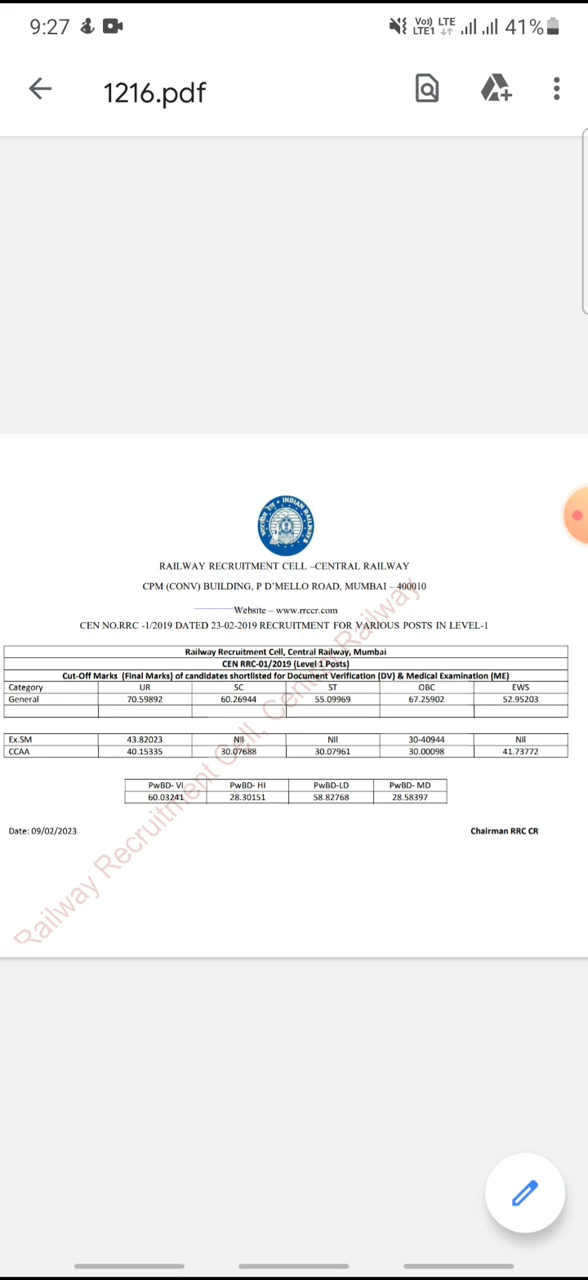 9:27 Vo)) LTE LTE1 41%
1216.pdf
INDIAN RAILWAYS
RAILWAY RECRUITMENT CELL –CENTRAL RAILWAY
CPM (CONV) BUILDING, P D’MELLO ROAD, MUMBAI – 400010
Website – www.rrccr.com
CEN NO.RRC -1/2019 DATED 23-02-2019 RECRUITMENT FOR VARIOUS POSTS IN LEVEL-1
Railway Recruitment Cell, Central Railway, Mumbai
CEN RRC-01/2019 (Level 1 Posts)
Cut-Off Marks (Final Marks) of candidates shortlisted for Document Verification (DV) & Medical Examination (ME)
Category UR SC ST OBC EWS
General 70.59892 60.26944 55.09969 67.25902 52.95203
Ex.SM 43.82023 Nil Nil 30-40944 Nil
CCAA 40.15335 30.07688 30.07961 30.00098 41.73772
PwBD- VI PwBD- HI PwBD-LD PwBD- MD
60.03241 28.30151 58.82768 28.58397
Date: 09/02/2023 Chairman RRC CR
Railway Recruitment Cell, Central Railway